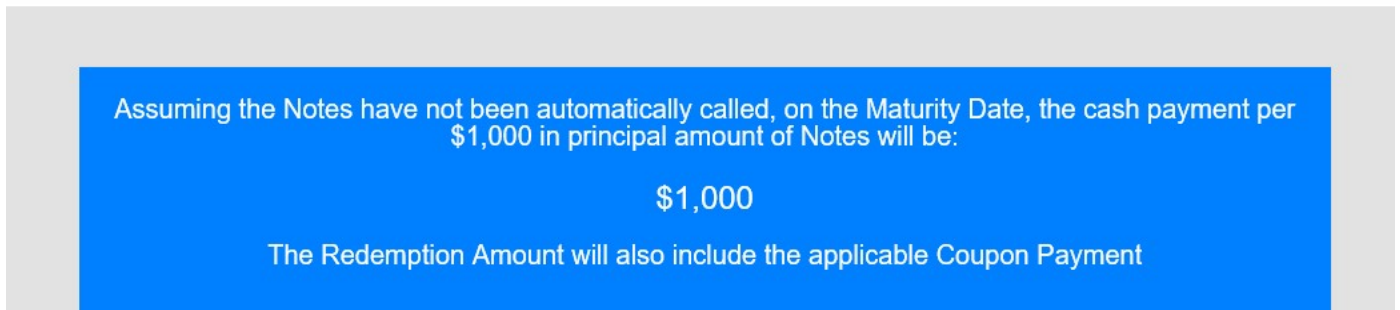 Assuming the Notes have not been automatically called, on the Maturity Date, the cash payment per
$1,000 in principal amount of Notes will be:
$1,000
The Redemption Amount will also include the applicable Coupon Payment